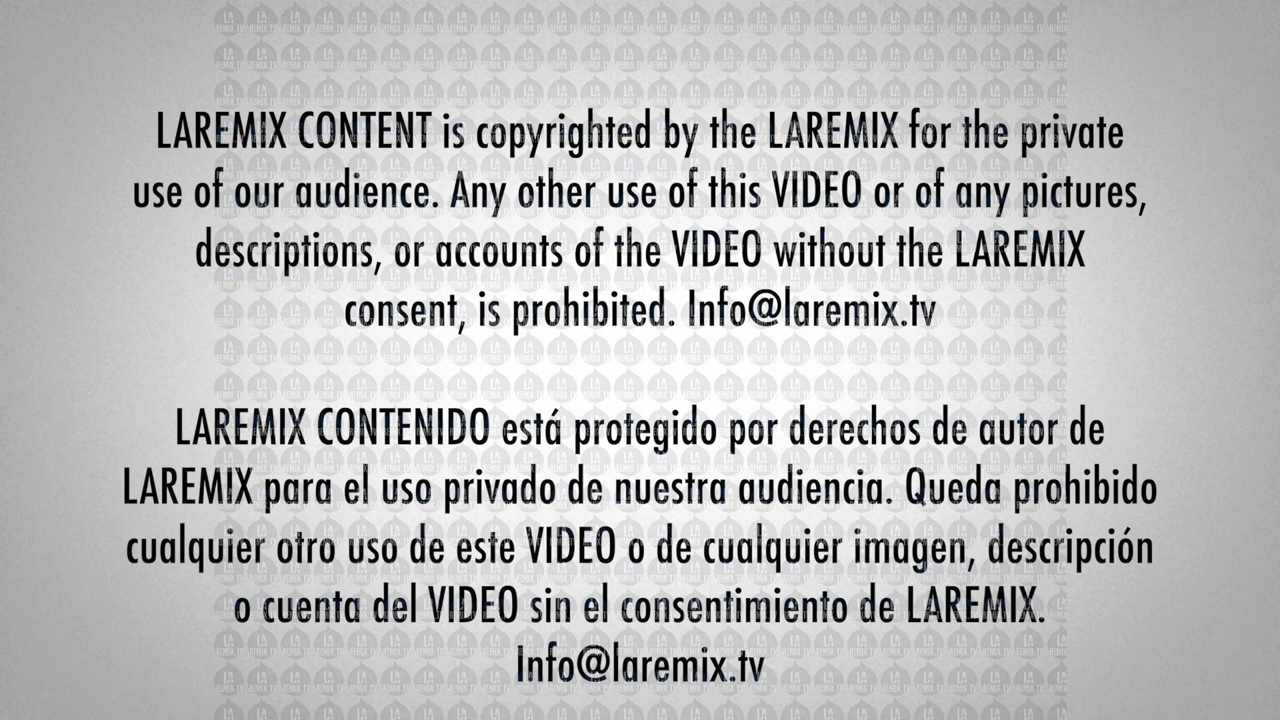 LAREMIX CONTENT is copyrighted by the LAREMIX for the private
use of our audience. Any other use of this VIDEO or of any pictures,
descriptions, or accounts of the VIDEO without the LAREMIX
consent, is prohibited. Info@laremix.tv
LAREMIX CONTENIDO está protegido por derechos de autor de
LAREMIX para el uso privado de nuestra audiencia. Queda prohibido
cualquier otro uso de este VIDEO o de cualquier imagen, descripción
o cuenta del VIDEO sin el consentimiento de LAREMIX.
Info@laremix.tv